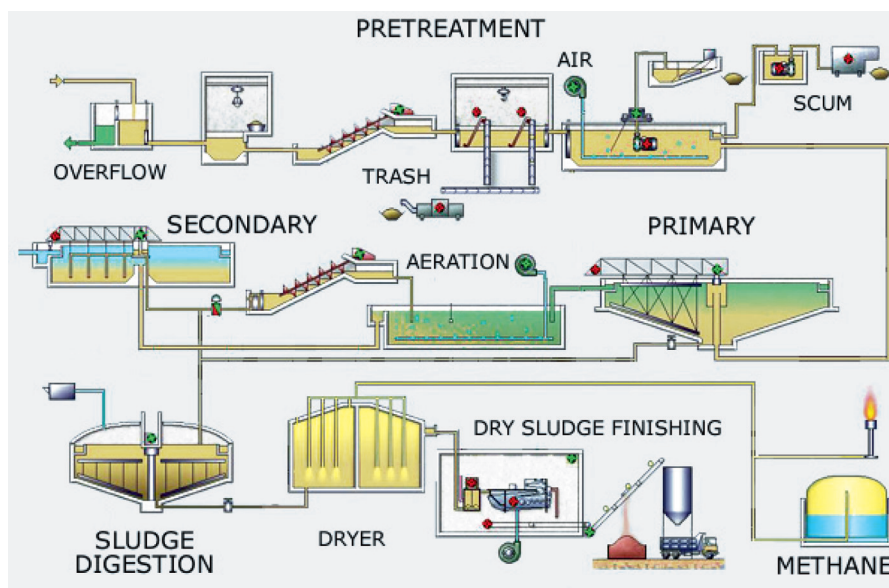 PRETREATMENT
AIR
SCUM
OVERFLOW
TRASH
SECONDARY
PRIMARY
AERATION
DRY SLUDGE FINISHING
SLUDGE
DIGESTION
DRYER
METHANE